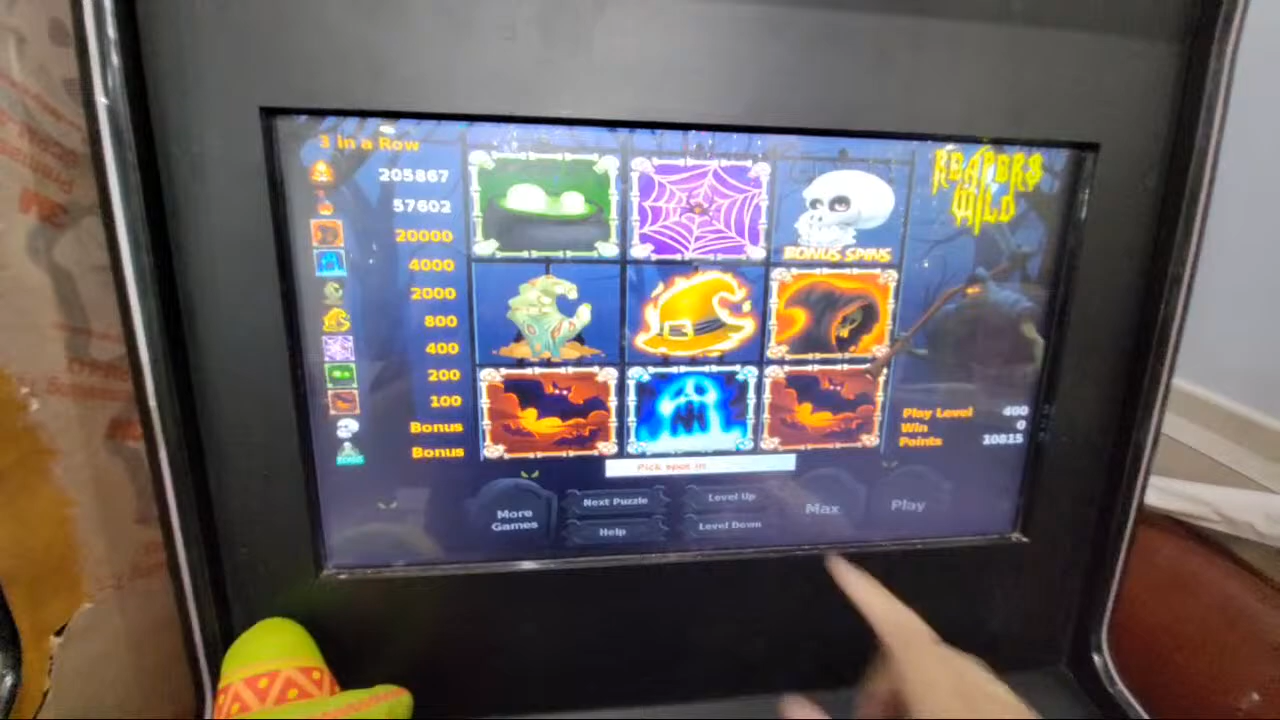 3 in a Row
205867
57602
20000
4000
2000
800
400
200
100
Bonus
Bonus
BONUS SPINS
REAPERS
WILD
Play Level 400
Win 0
Points 10815
Pick spot in
More
Games
Next Puzzle
Help
Level Up
Level Down
Max
Play
3M